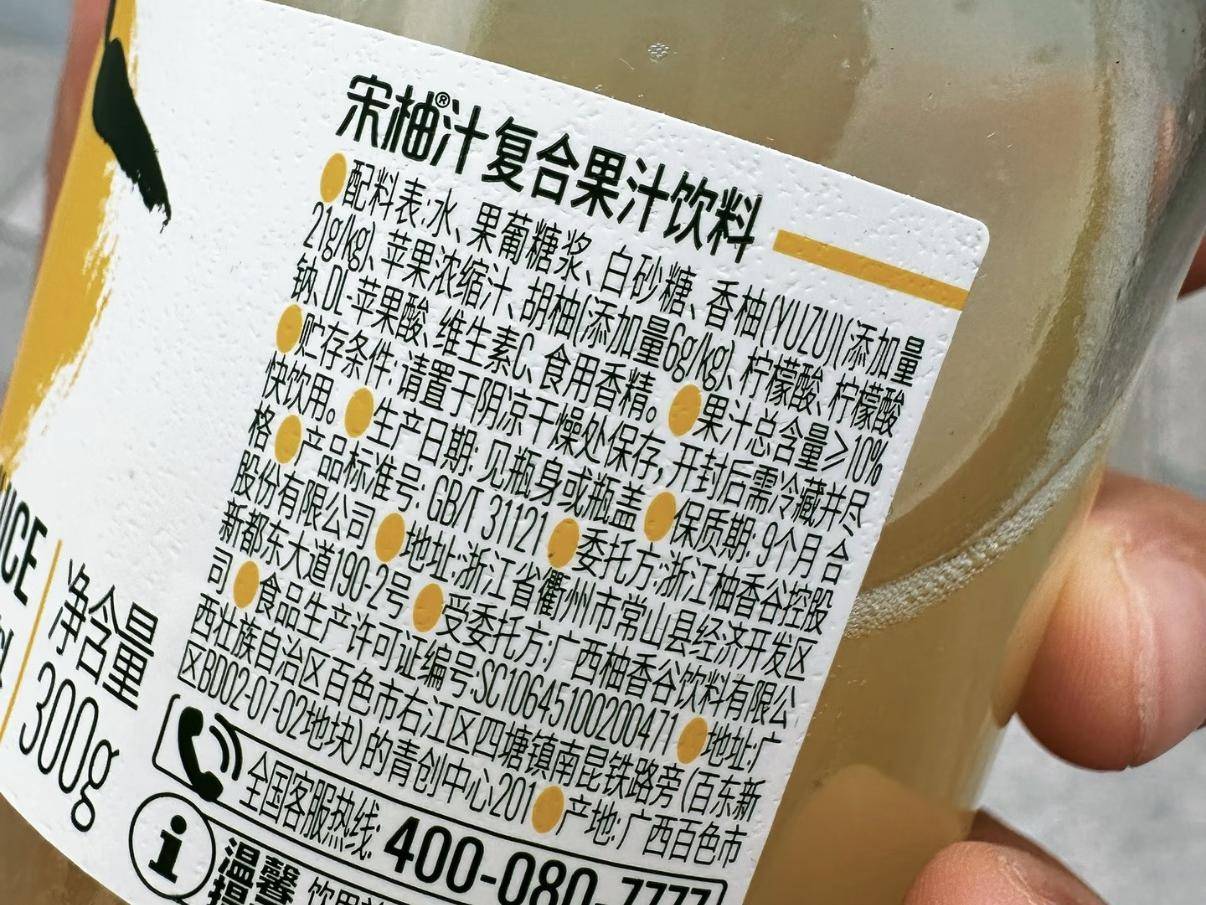 宋柚®汁复合果汁饮料
配料表:水、果葡糖浆、白砂糖、香柚(YUZU)(添加量
21g/kg)、苹果浓缩汁、胡柚(添加量6g/kg)、柠檬酸、柠檬酸
钠、DL-苹果酸、维生素C、食用香精。 果汁总含量≥10%
贮存条件:请置于阴凉干燥处保存,开封后需冷藏并尽
快饮用。 生产日期:见瓶身或瓶盖 保质期:9个月 合
格 产品标准号:GB/T 31121 委托方:浙江柚香谷控股
股份有限公司 地址:浙江省衢州市常山县经济开发区
新都东大道190-2号 受委托方:广西柚香谷饮料有限公
司 食品生产许可证编号:SC10645100200471 地址:广
西壮族自治区百色市右江区四塘镇南昆铁路旁(百东新
区BD02-07-02地块)的青创中心201 产地:广西百色市
全国客服热线: 400-080-7777
温馨
饮用前
UICE
净含量
300g